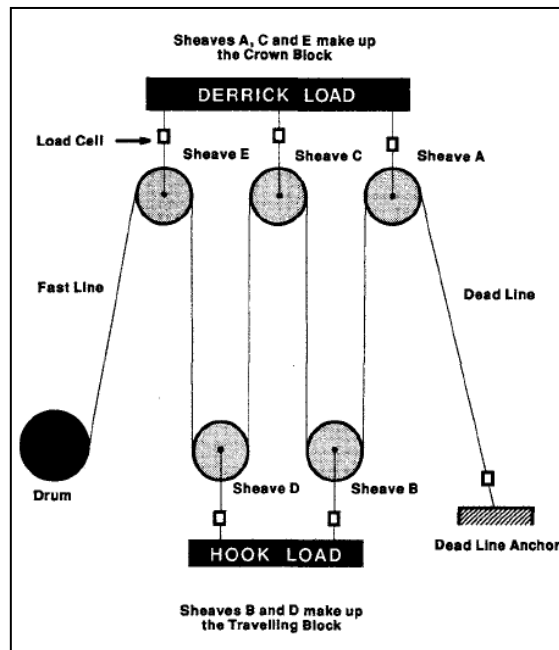 Sheaves A, C and E make up
the Crown Block
DERRICK LOAD
Load Cell
Sheave E
Sheave C
Sheave A
Fast Line
Dead Line
Drum
Sheave D
Sheave B
Dead Line Anchor
HOOK LOAD
Sheaves B and D make up
the Travelling Block